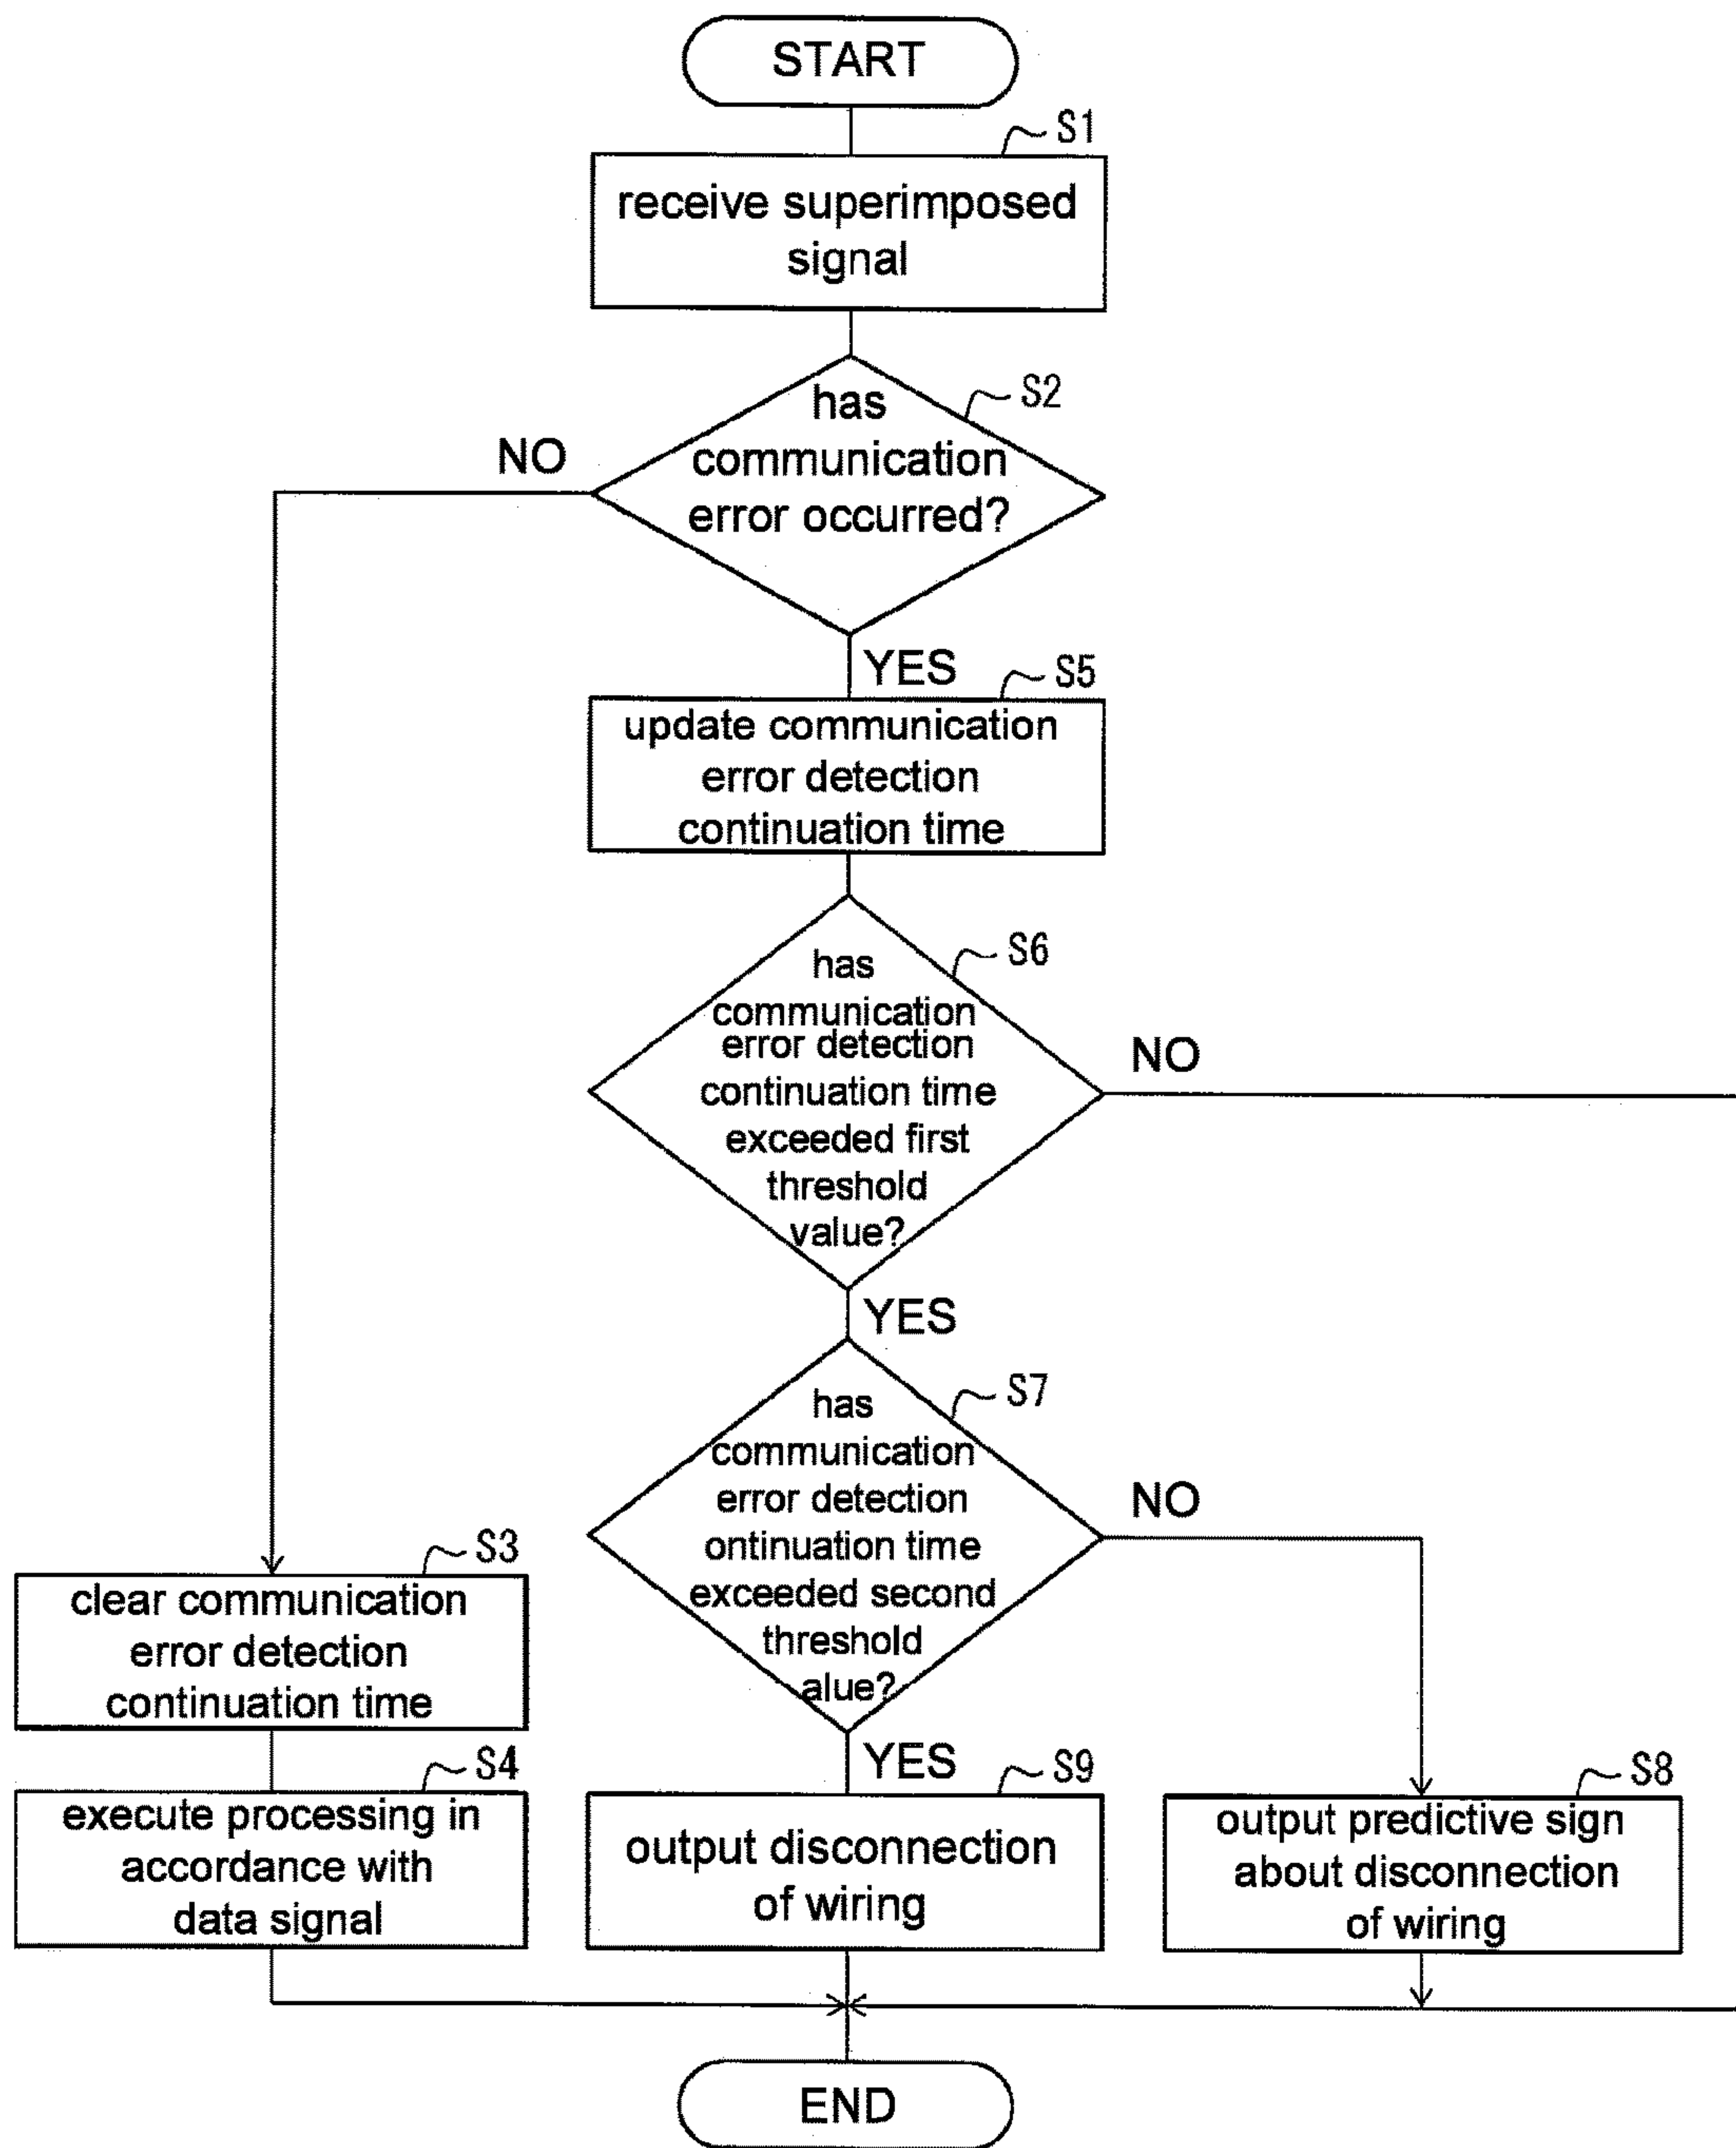 START
S1
receive superimposed
signal
S2
has
communication
error occurred?
NO
YES
S5
update communication
error detection
continuation time
S6
has
communication
error detection
continuation time
exceeded first
threshold
value?
NO
YES
S7
has
communication
error detection
ontinuation time
exceeded second
threshold
alue?
NO
YES
S3
clear communication
error detection
continuation time
S4
execute processing in
accordance with
data signal
S9
output disconnection
of wiring
S8
output predictive sign
about disconnection
of wiring
END